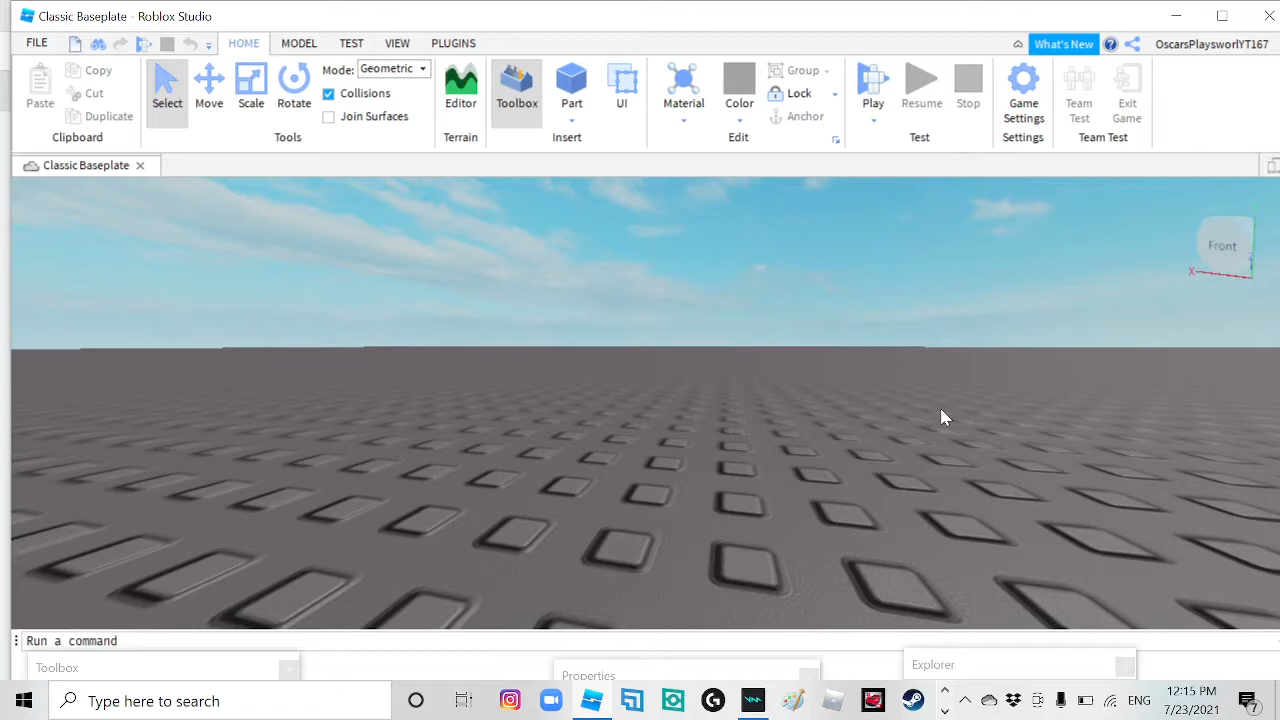 Classic Baseplate - Roblox Studio
FILE HOME MODEL TEST VIEW PLUGINS What's New OscarsPlaysworlYT167
Paste Copy Cut Duplicate Clipboard
Select Move Scale Rotate Mode: Geometric Collisions Join Surfaces Tools
Editor Terrain
Toolbox Part UI Insert
Material Color Group Lock Anchor Edit
Play Resume Stop Test
Game Settings Settings
Team Test Exit Game Team Test
Classic Baseplate
Front
X
Run a command
Toolbox Properties Explorer
Type here to search ENG 12:15 PM
7/23/2021 7